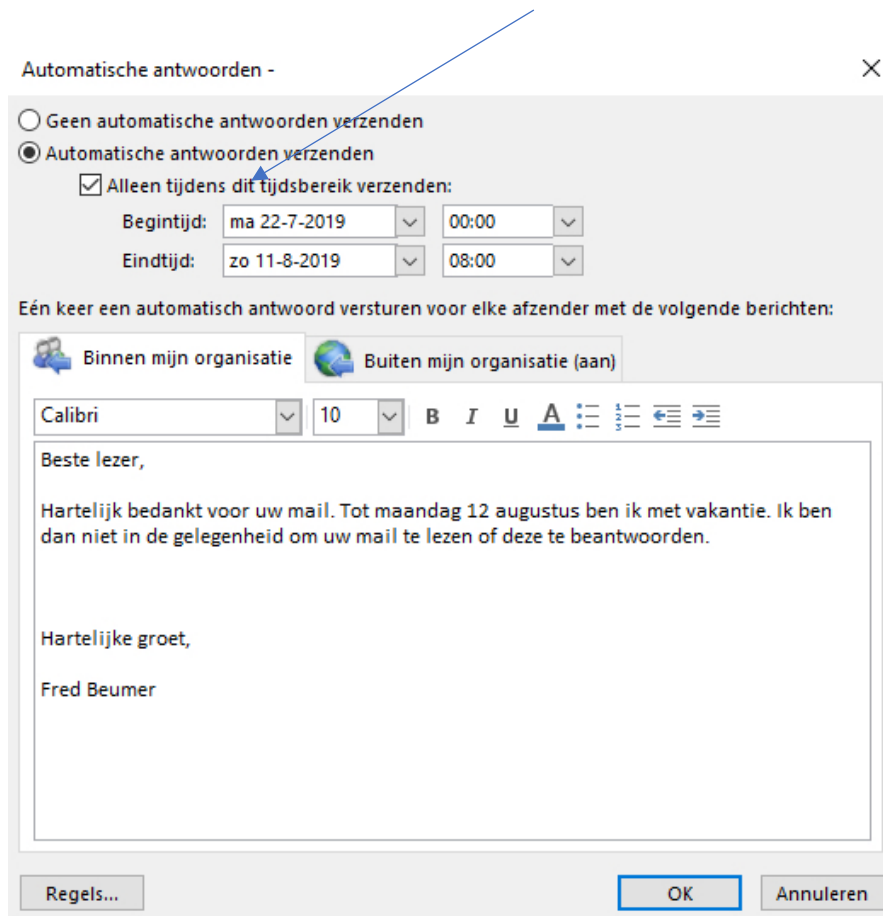 Automatische antwoorden -
Geen automatische antwoorden verzenden
Automatische antwoorden verzenden
Alleen tijdens dit tijdsbereik verzenden:
Begintijd: ma 22-7-2019 00:00
Eindtijd: zo 11-8-2019 08:00
Eén keer een automatisch antwoord versturen voor elke afzender met de volgende berichten:
Binnen mijn organisatie Buiten mijn organisatie (aan)
Calibri 10 B I U A
Beste lezer,
Hartelijk bedankt voor uw mail. Tot maandag 12 augustus ben ik met vakantie. Ik ben
dan niet in de gelegenheid om uw mail te lezen of deze te beantwoorden.
Hartelijke groet,
Fred Beumer
Regels... OK Annuleren